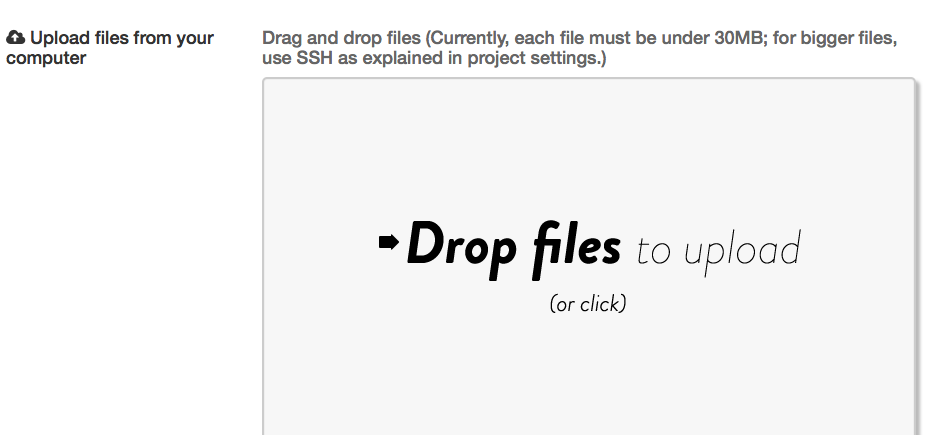 Upload files from your
computer
Drag and drop files (Currently, each file must be under 30MB; for bigger files,
use SSH as explained in project settings.)
Drop files to upload
(or click)